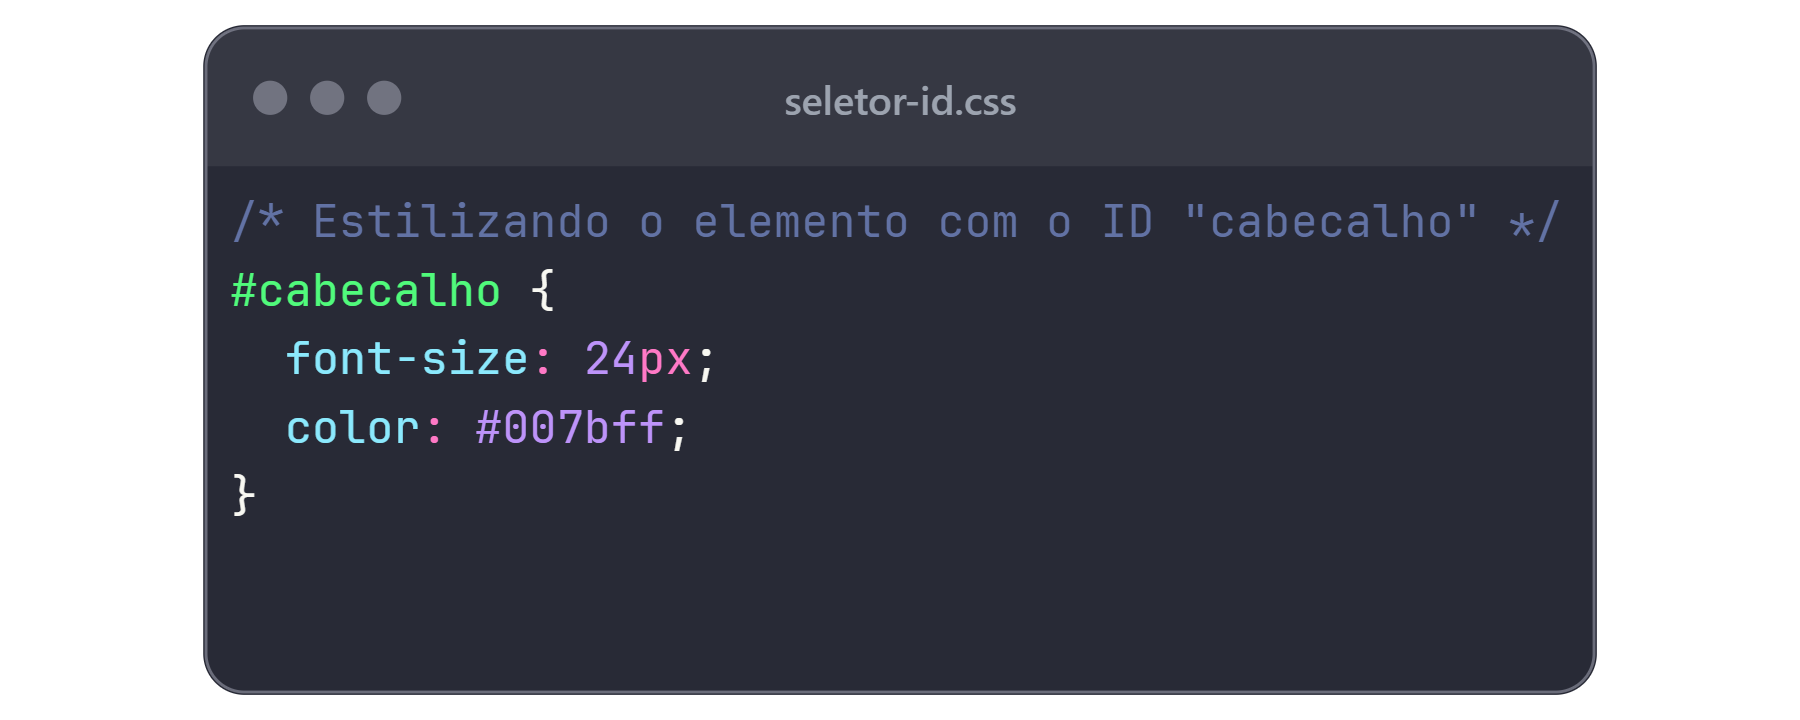 seletor-id.css
/* Estilizando o elemento com o ID "cabecalho" */
#cabecalho {
  font-size: 24px;
  color: #007bff;
}